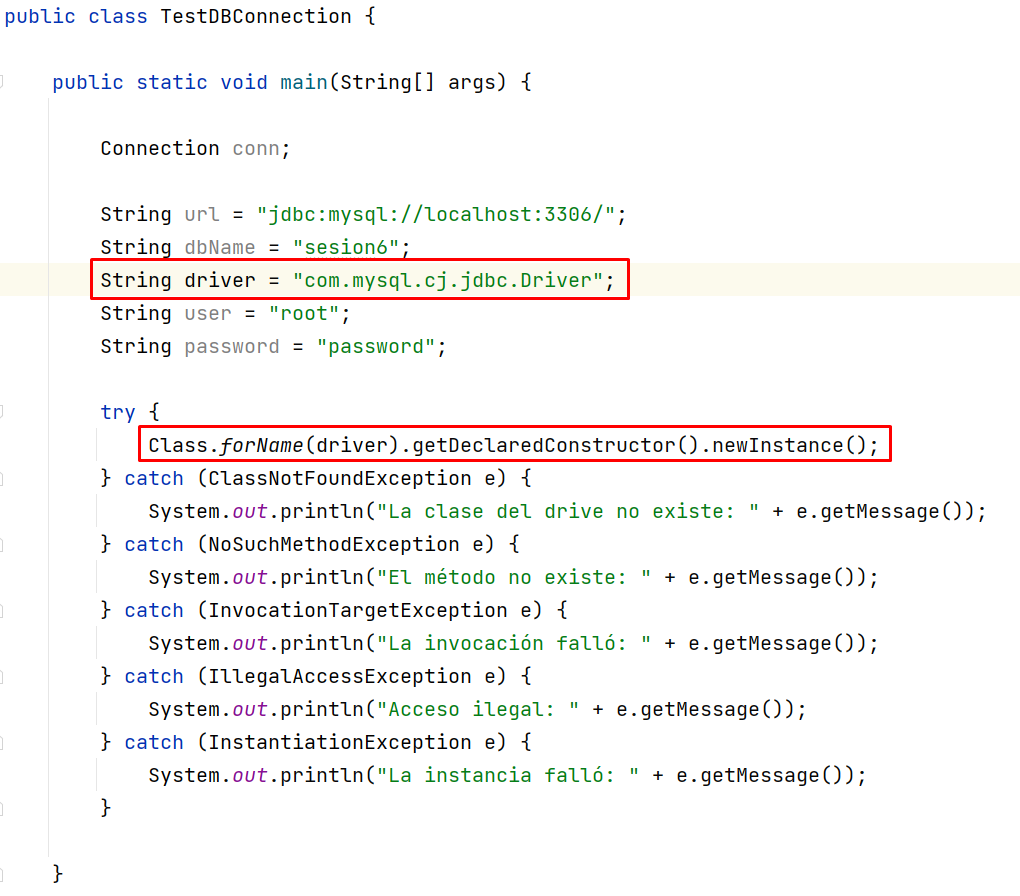 public class TestDBConnection {
public static void main(String[] args) {
Connection conn;
String url = "jdbc:mysql://localhost:3306/";
String dbName = "sesion6";
String driver = "com.mysql.cj.jdbc.Driver";
String user = "root";
String password = "password";
try {
Class.forName(driver).getDeclaredConstructor().newInstance();
} catch (ClassNotFoundException e) {
System.out.println("La clase del drive no existe: " + e.getMessage());
} catch (NoSuchMethodException e) {
System.out.println("El método no existe: " + e.getMessage());
} catch (InvocationTargetException e) {
System.out.println("La invocación falló: " + e.getMessage());
} catch (IllegalAccessException e) {
System.out.println("Acceso ilegal: " + e.getMessage());
} catch (InstantiationException e) {
System.out.println("La instancia falló: " + e.getMessage());
}
}